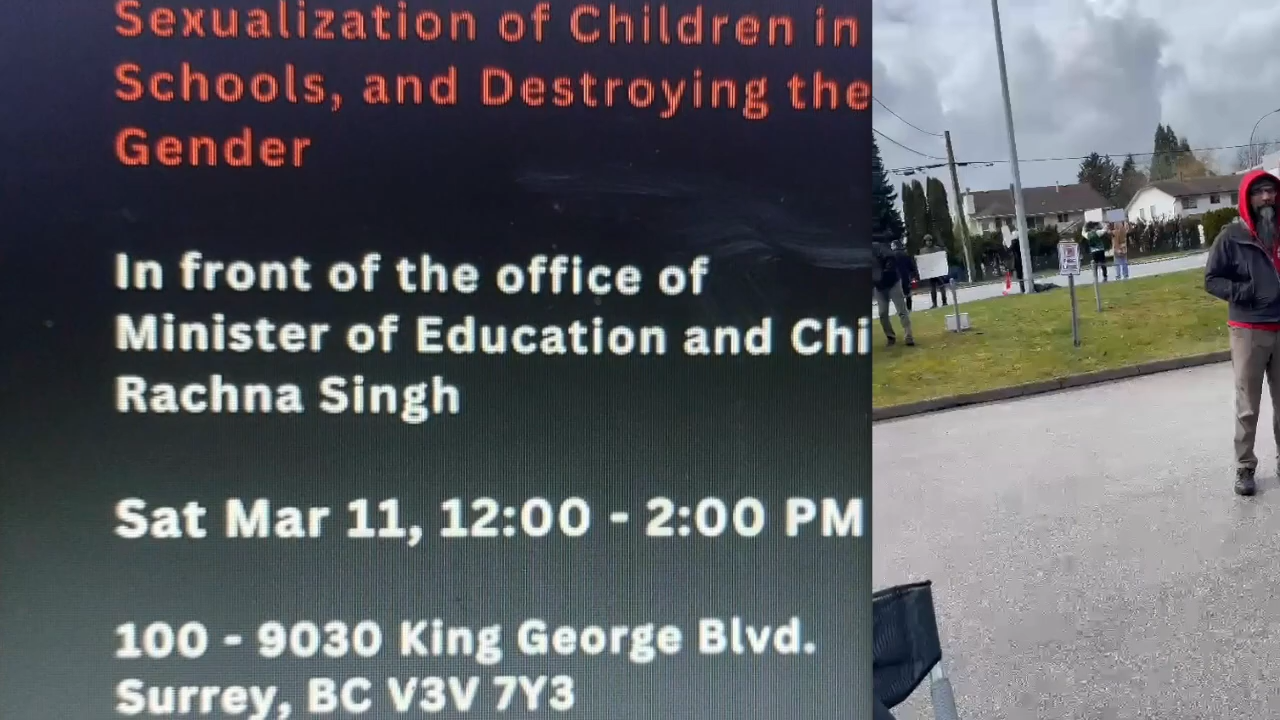 Sexualization of Children in
Schools, and Destroying the
Gender
In front of the office of
Minister of Education and Chi
Rachna Singh
Sat Mar 11, 12:00 - 2:00 PM
100 - 9030 King George Blvd.
Surrey, BC V3V 7Y3